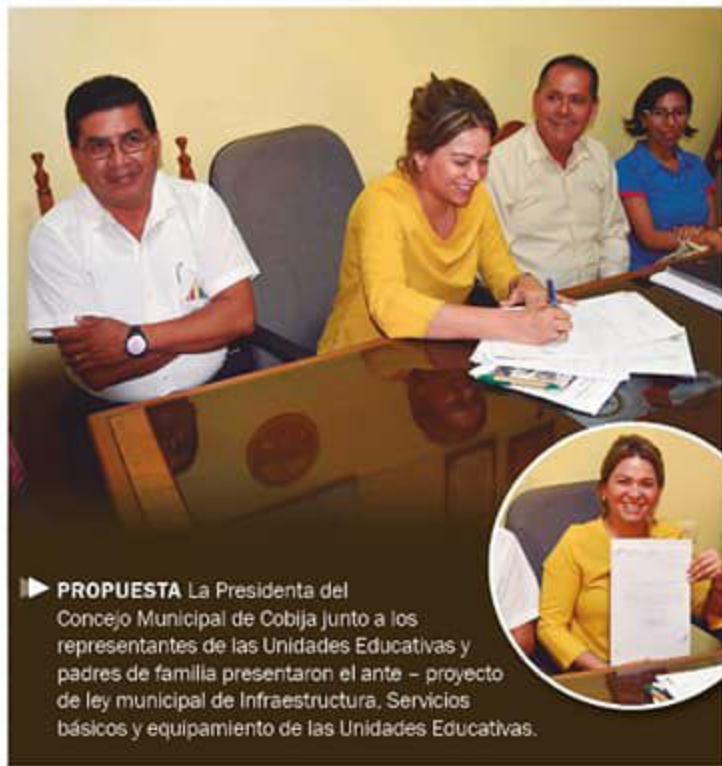 PROPUESTA La Presidenta del
Concejo Municipal de Cobija junto a los
representantes de las Unidades Educativas y
padres de familia presentaron el ante – proyecto
de ley municipal de Infraestructura, Servicios
básicos y equipamiento de las Unidades Educativas.